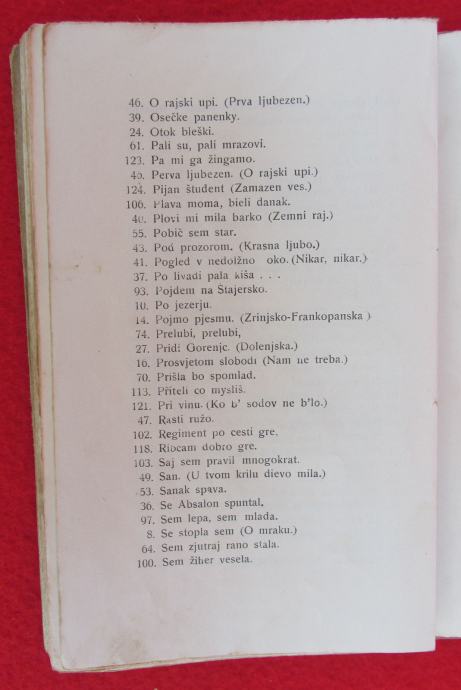 46. O rajski upi. (Prva ljubezen.)
39. Osečke panenky.
24. Otok bleški.
61. Pali su, pali mrazovi.
123. Pa mi ga žingamo.
46. Perva ljubezen. (O rajski upi.)
124. Pijan študent (Zamazen ves.)
106. Plava moma, bieli danak.
40. Plovi mi mila barko (Zemni raj.)
55. Pobič sem star.
43. Pod prozorom. (Krasna ljubo.)
41. Pogled v nedolžno oko. (Nikar, nikar.)
37. Po livadi pala kiša . . .
93. Pojdem na Štajersko.
10. Po jezerju.
14. Pojmo pjesmu. (Zrinjsko-Frankopanska)
74. Prelubi, prelubi,
27. Pridi Gorenjc. (Dolenjska.)
16. Prosvjetom slobodi (Nam ne treba.)
70. Prišla bo spomlad.
113. Příteli co mysliš.
121. Pri vinu. (Ko b' sodov ne b'lo.)
47. Rasti ružo.
102. Regiment po cesti gre.
118. Ribcam dobro gre.
103. Saj sem pravil mnogokrat.
49. San. (U tvom krilu dievo mila.)
53. Sanak spava.
36. Se Absalon spuntal.
97. Sem lepa, sem mlada.
8. Se stopla sem (O mraku.)
64. Sem zjutraj rano stala.
100. Sem žiher vesela.